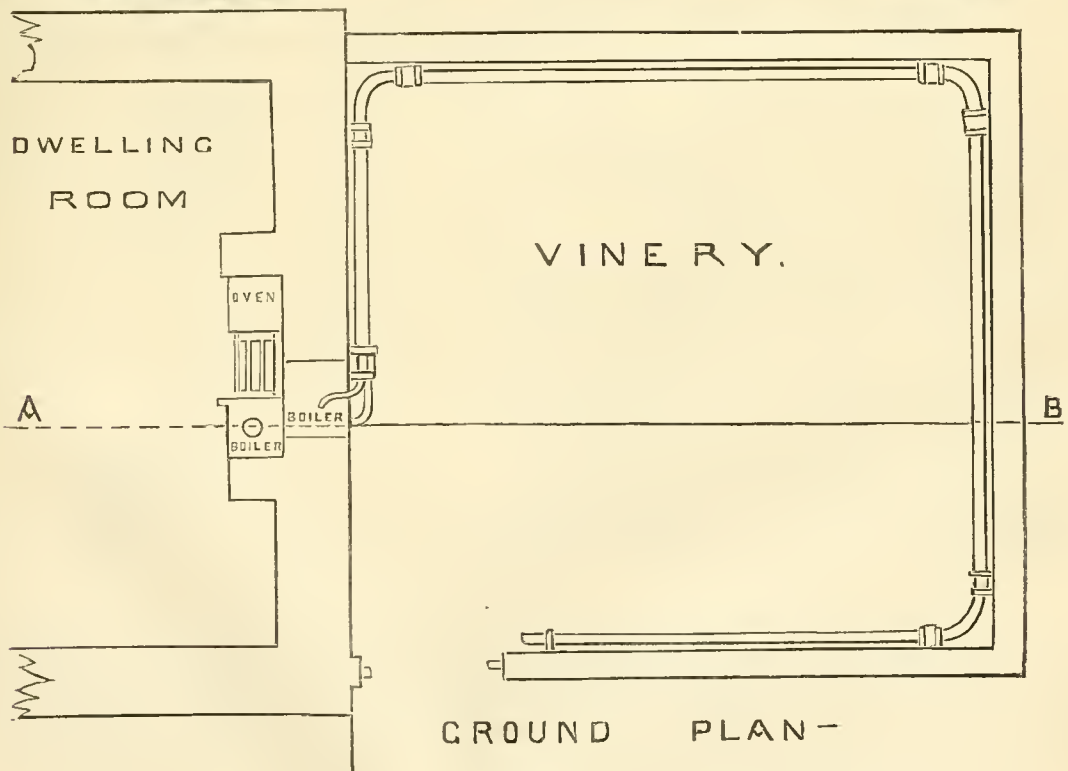 DWELLING
ROOM
VINERY.
OVEN
A
BOILER
B
BOILER
GROUND PLAN-